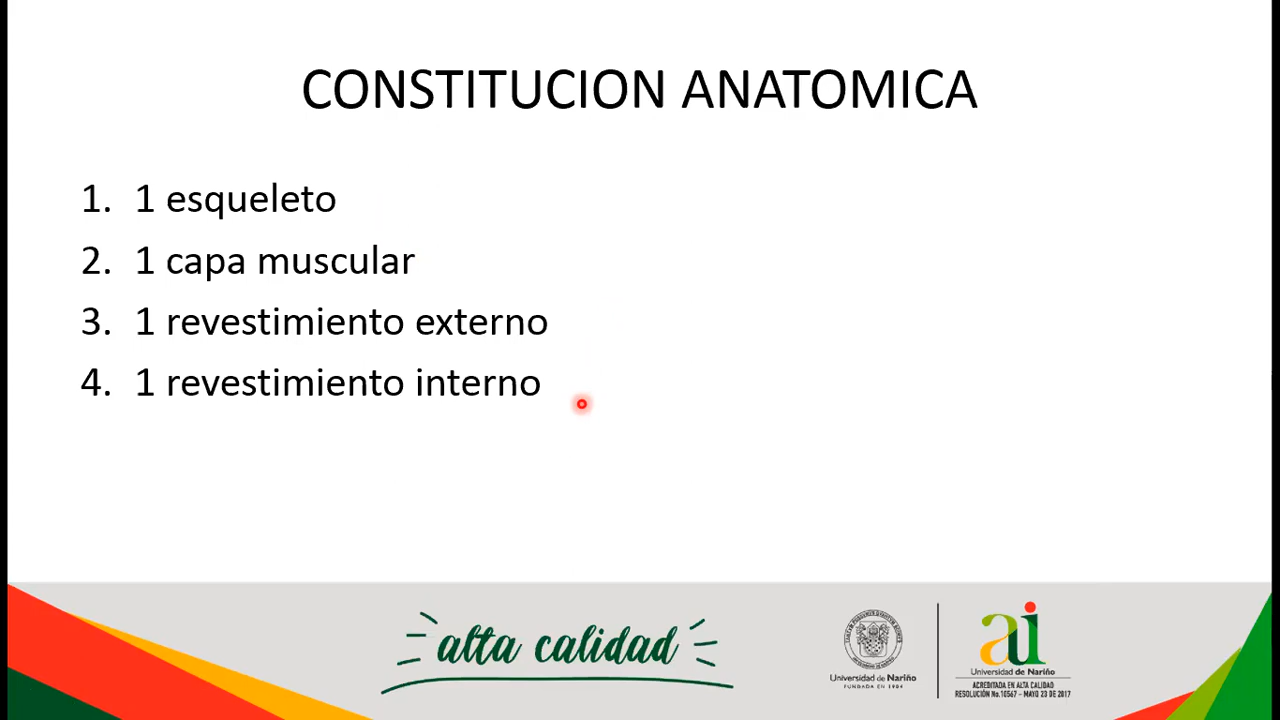 CONSTITUCION ANATOMICA
1. 1 esqueleto
2. 1 capa muscular
3. 1 revestimiento externo
4. 1 revestimiento interno
alta calidad
Universidad de Nariño
FUNDADA EN 1904
ai
Universidad de Nariño
ACREDITADA EN ALTA CALIDAD
RESOLUCIÓN No.10567 – MAYO 23 DE 2017